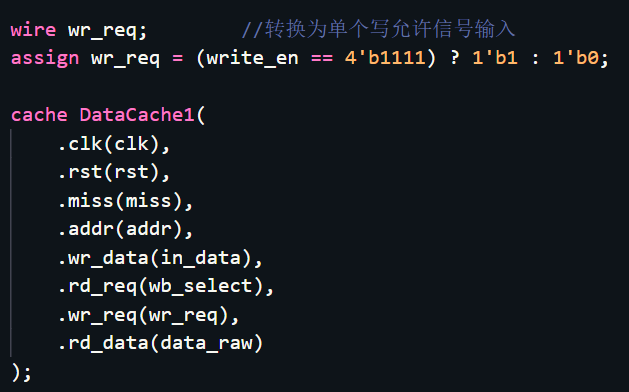 wire wr_req;        //转换为单个写允许信号输入
assign wr_req = (write_en == 4'b1111) ? 1'b1 : 1'b0;
cache DataCache1(
    .clk(clk),
    .rst(rst),
    .miss(miss),
    .addr(addr),
    .wr_data(in_data),
    .rd_req(wb_select),
    .wr_req(wr_req),
    .rd_data(data_raw)
);